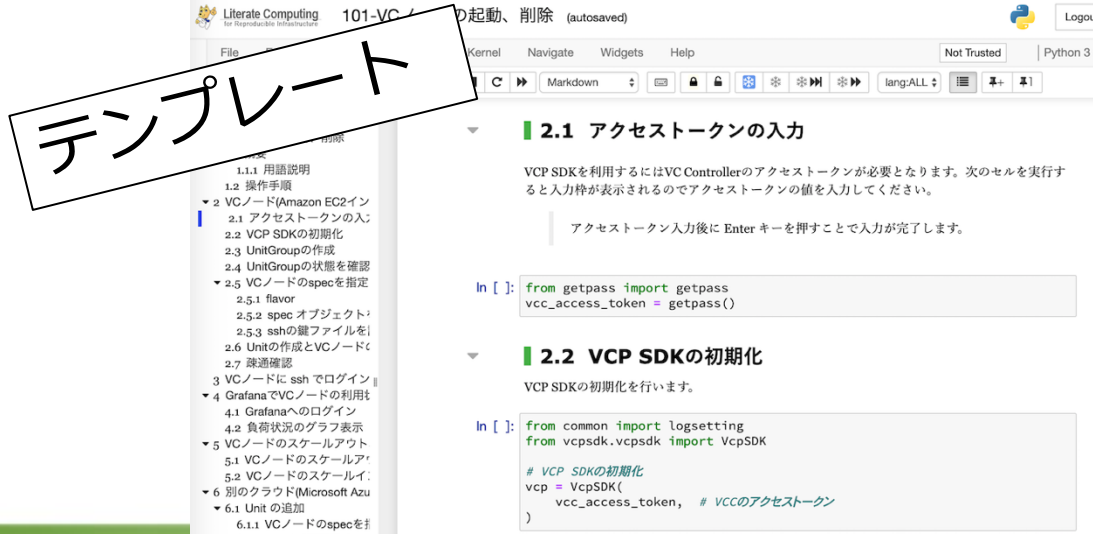 Literate Computing
for Reproducible Infrastructure
101-VC
の起動、削除 (autosaved)
Logou
File
Kernel Navigate Widgets Help
Not Trusted
Python 3
Markdown
lang:ALL
テンプレート
削除
概要
1.1.1 用語説明
1.2 操作手順
2 VCノード(Amazon EC2イン
2.1 アクセストークンの入力
2.2 VCP SDKの初期化
2.3 UnitGroupの作成
2.4 UnitGroupの状態を確認
2.5 VCノードのspecを指定
2.5.1 flavor
2.5.2 spec オブジェクト
2.5.3 sshの鍵ファイルを
2.6 Unitの作成とVCノード
2.7 疎通確認
3 VCノードに ssh でログイン
4 GrafanaでVCノードの利用
4.1 Grafanaへのログイン
4.2 負荷状況のグラフ表示
5 VCノードのスケールアウト
5.1 VCノードのスケールア
5.2 VCノードのスケールイ
6 別のクラウド(Microsoft Azu
6.1 Unit の追加
6.1.1 VCノードのspecを
2.1 アクセストークンの入力
VCP SDKを利用するにはVC Controllerのアクセストークンが必要となります。次のセルを実行す
ると入力枠が表示されるのでアクセストークンの値を入力してください。
アクセストークン入力後に Enter キーを押すことで入力が完了します。
In [ ]: from getpass import getpass
vcc_access_token = getpass()
2.2 VCP SDKの初期化
VCP SDKの初期化を行います。
In [ ]: from common import logsetting
from vcpsdk.vcpsdk import VcpSDK
# VCP SDKの初期化
vcp = VcpSDK(
vcc_access_token, # VCCのアクセストークン
)